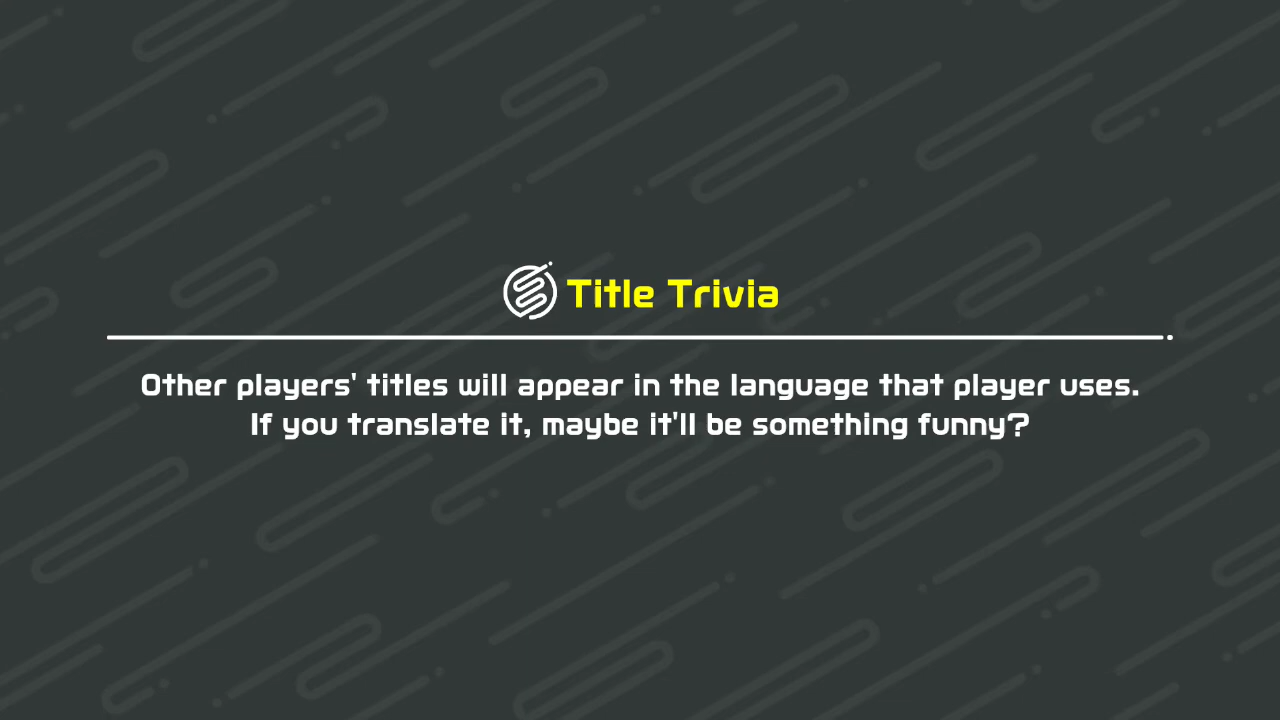 Title Trivia
Other players' titles will appear in the language that player uses.
If you translate it, maybe it'll be something funny?